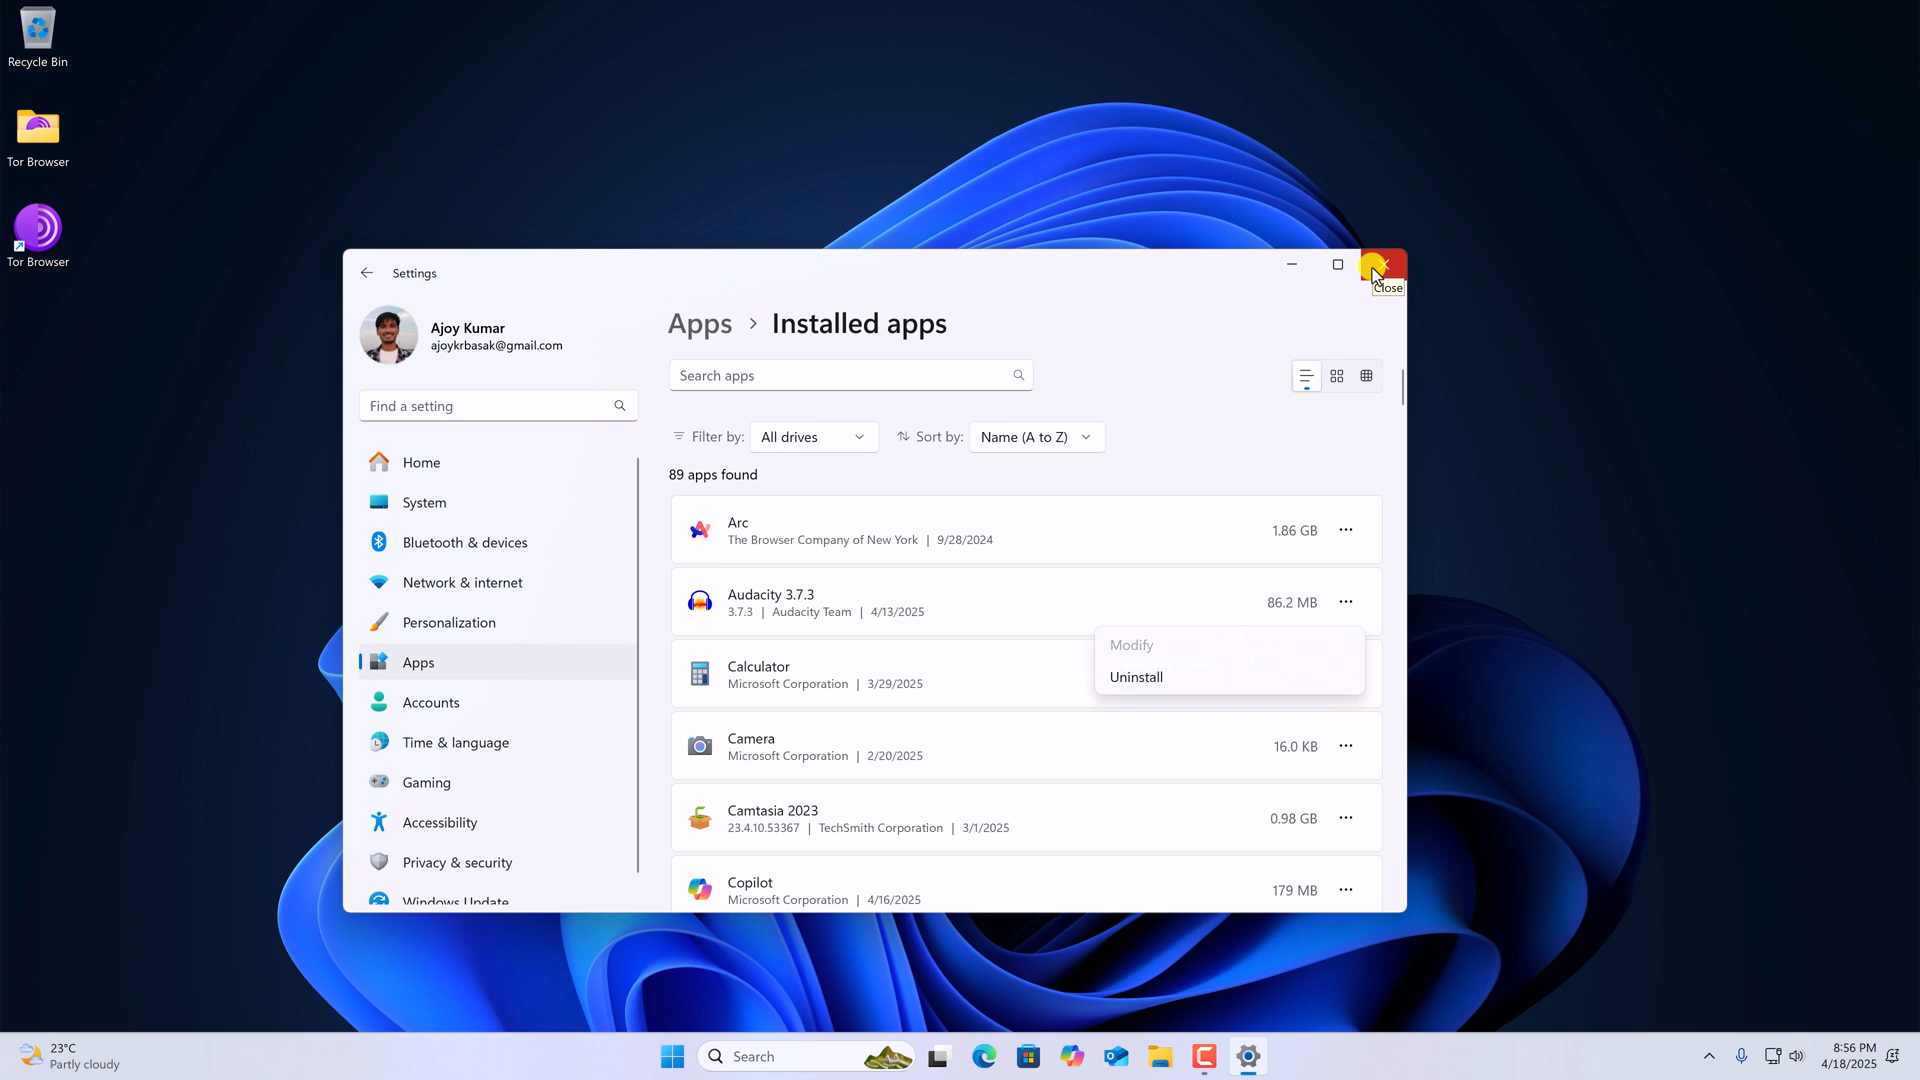 Recycle Bin
Tor Browser
Tor Browser
Settings
Close
Ajoy Kumar
ajoykrbasak@gmail.com
Find a setting
Home
System
Bluetooth & devices
Network & internet
Personalization
Apps
Accounts
Time & language
Gaming
Accessibility
Privacy & security
Windows Update
Apps > Installed apps
Search apps
Filter by: All drives Sort by: Name (A to Z)
89 apps found
Arc
The Browser Company of New York | 9/28/2024
1.86 GB
Audacity 3.7.3
3.7.3 | Audacity Team | 4/13/2025
86.2 MB
Modify
Uninstall
Calculator
Microsoft Corporation | 3/29/2025
Camera
Microsoft Corporation | 2/20/2025
16.0 KB
Camtasia 2023
23.4.10.53367 | TechSmith Corporation | 3/1/2025
0.98 GB
Copilot
Microsoft Corporation | 4/16/2025
179 MB
23°C
Partly cloudy
Search
8:56 PM
4/18/2025